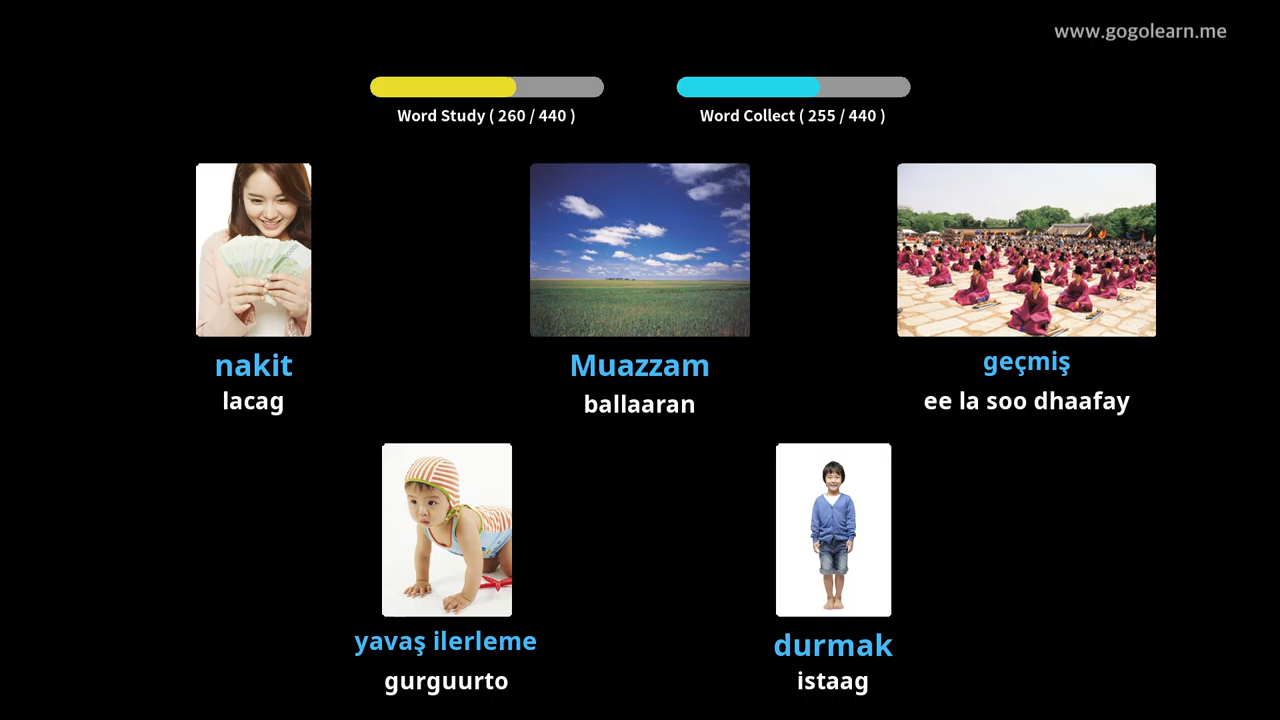 www.gogolearn.me
Word Study ( 260 / 440 )
Word Collect ( 255 / 440 )
nakit
lacag
Muazzam
ballaaran
geçmiş
ee la soo dhaafay
yavaş ilerleme
gurguurto
durmak
istaag